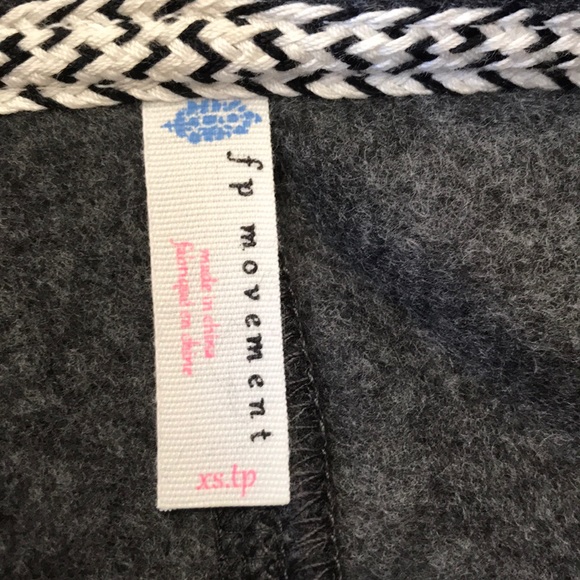 fp movement
made in china
fabriqué en chine
xs.tp